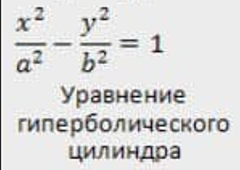 x²/a² − y²/b² = 1
Уравнение
гиперболического
цилиндра